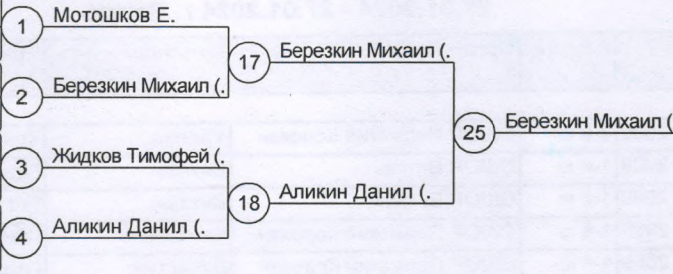 1 Мотошков Е.
17 Березкин Михаил (.
2 Березкин Михаил (.
25 Березкин Михаил (
3 Жидков Тимофей (.
18 Аликин Данил (.
4 Аликин Данил (.